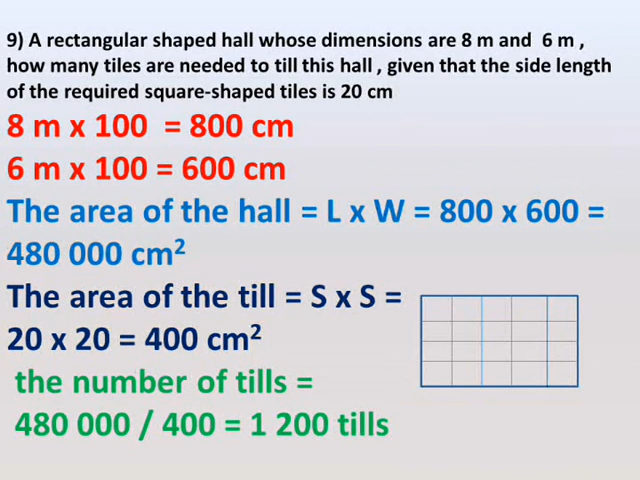 9) A rectangular shaped hall whose dimensions are 8 m and 6 m ,
how many tiles are needed to till this hall , given that the side length
of the required square-shaped tiles is 20 cm
8 m x 100 = 800 cm
6 m x 100 = 600 cm
The area of the hall = L x W = 800 x 600 =
480 000 cm²
The area of the till = S x S =
20 x 20 = 400 cm²
the number of tills =
480 000 / 400 = 1 200 tills